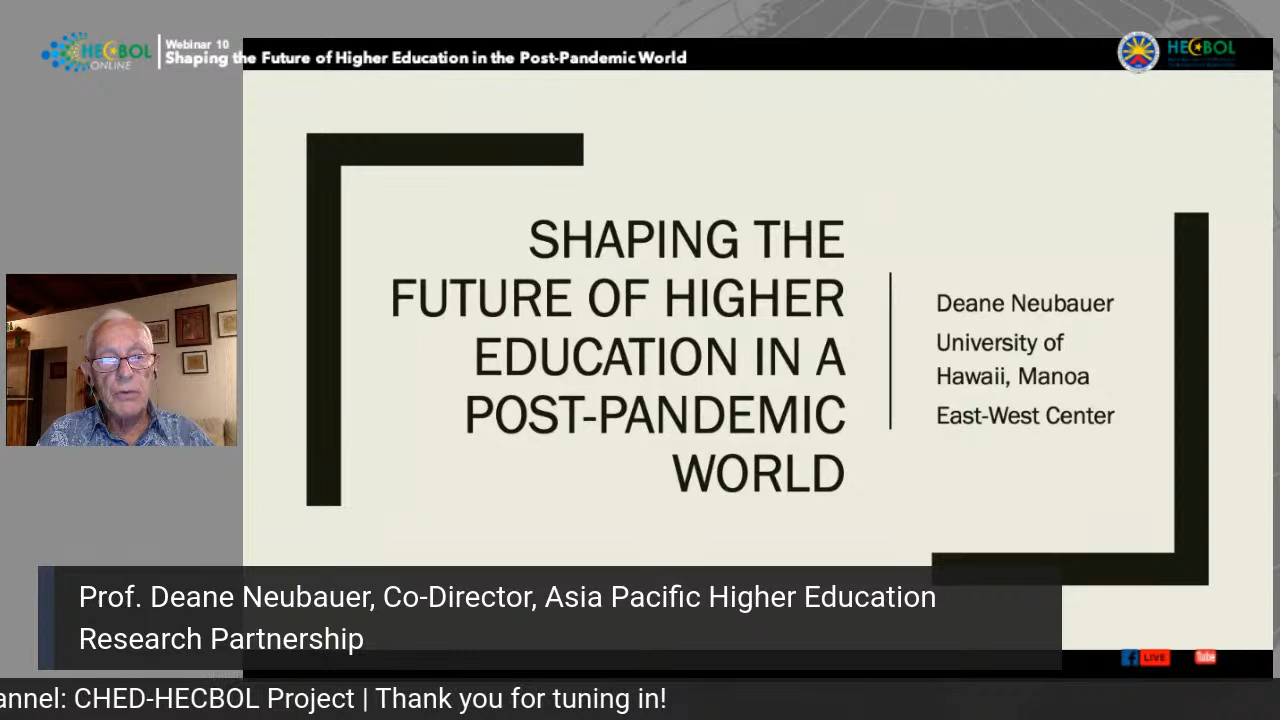 HECBOL
ONLINE
Webinar 10
Shaping the Future of Higher Education in the Post-Pandemic World
HECBOL
SHAPING THE
FUTURE OF HIGHER
EDUCATION IN A
POST-PANDEMIC
WORLD
Deane Neubauer
University of
Hawaii, Manoa
East-West Center
Prof. Deane Neubauer, Co-Director, Asia Pacific Higher Education
Research Partnership
LIVE
Tube
annel: CHED-HECBOL Project | Thank you for tuning in!